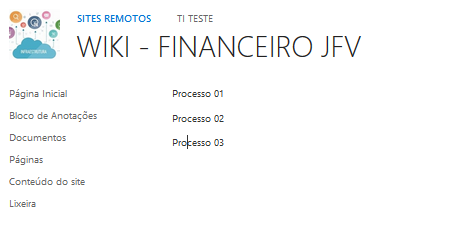 SITES REMOTOS TI TESTE
WIKI - FINANCEIRO JFV
Página Inicial
Bloco de Anotações
Documentos
Páginas
Conteúdo do site
Lixeira
Processo 01
Processo 02
Processo 03